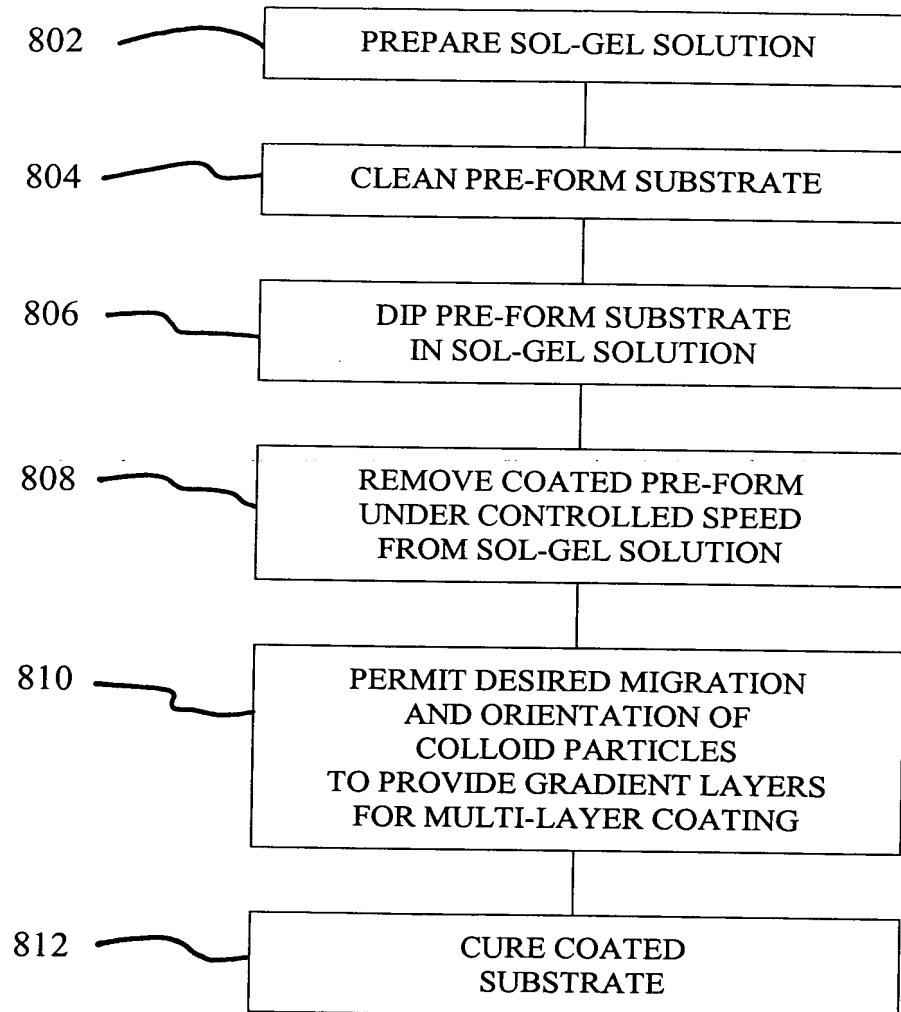 802
PREPARE SOL-GEL SOLUTION
804
CLEAN PRE-FORM SUBSTRATE
806
DIP PRE-FORM SUBSTRATE
IN SOL-GEL SOLUTION
808
REMOVE COATED PRE-FORM
UNDER CONTROLLED SPEED
FROM SOL-GEL SOLUTION
810
PERMIT DESIRED MIGRATION
AND ORIENTATION OF
COLLOID PARTICLES
TO PROVIDE GRADIENT LAYERS
FOR MULTI-LAYER COATING
812
CURE COATED
SUBSTRATE